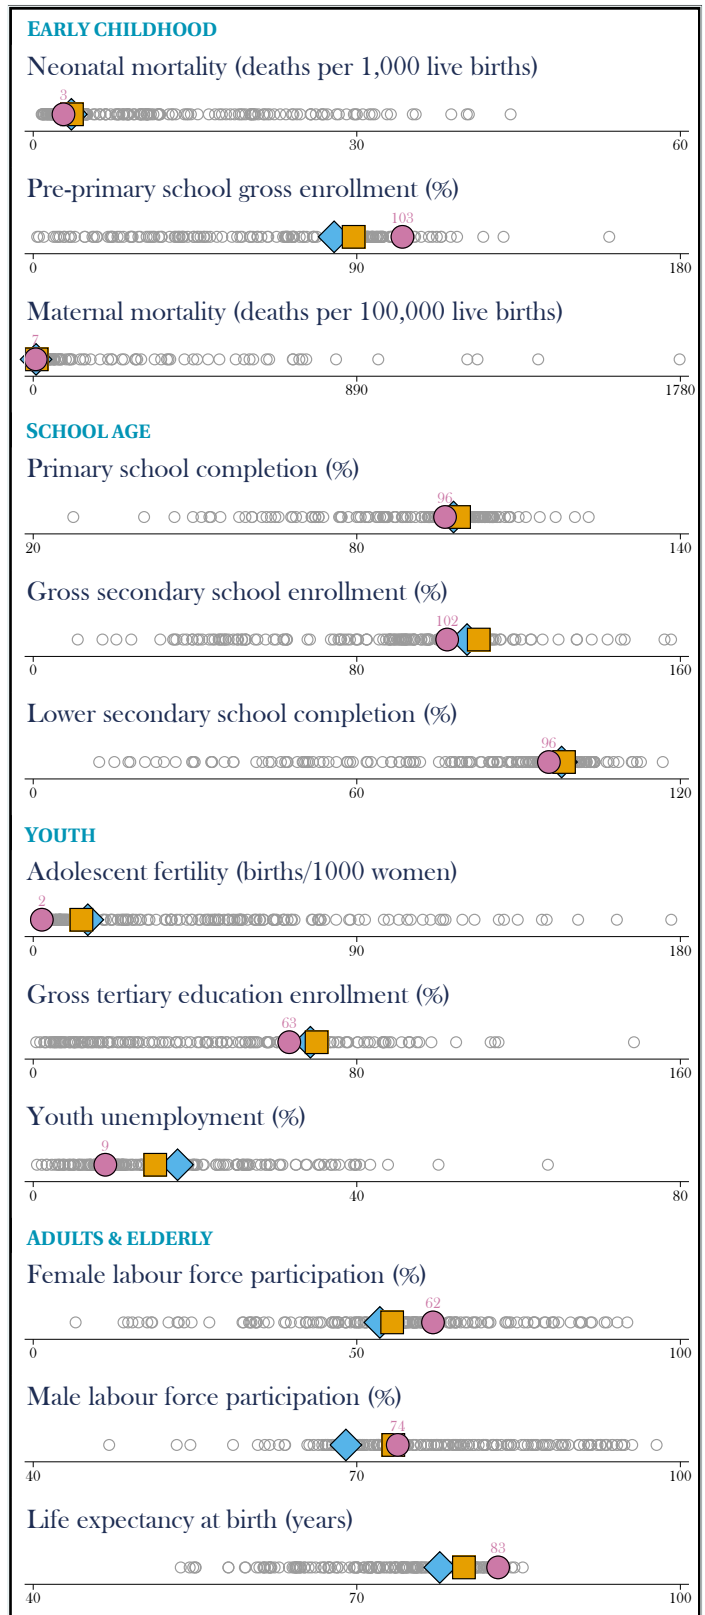 EARLY CHILDHOOD
Neonatal mortality (deaths per 1,000 live births)
3
0 30 60
Pre-primary school gross enrollment (%)
103
0 90 180
Maternal mortality (deaths per 100,000 live births)
7
0 890 1780
SCHOOL AGE
Primary school completion (%)
96
20 80 140
Gross secondary school enrollment (%)
102
0 80 160
Lower secondary school completion (%)
96
0 60 120
YOUTH
Adolescent fertility (births/1000 women)
2
0 90 180
Gross tertiary education enrollment (%)
63
0 80 160
Youth unemployment (%)
9
0 40 80
ADULTS & ELDERLY
Female labour force participation (%)
62
0 50 100
Male labour force participation (%)
74
40 70 100
Life expectancy at birth (years)
83
40 70 100